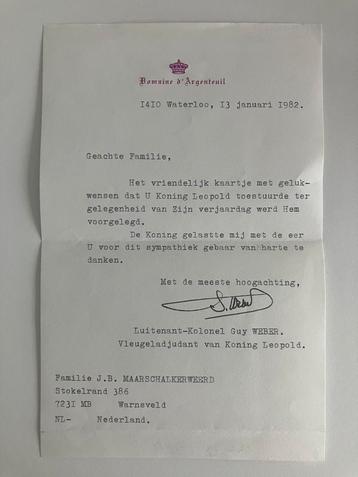 Domaine d'Argenteuil
1410 Waterloo, 13 januari 1982.
Geachte Familie,
Het vriendelijk kaartje met geluk-
wensen dat U Koning Leopold toestuurde ter
gelegenheid van Zijn verjaardag werd Hem
voorgelegd.
De Koning gelastte mij met de eer
U voor dit sympathiek gebaar van harte te
danken.
Met de meeste hoogachting,
G. Weber
Luitenant-Kolonel Guy WEBER.
Vleugeladjudant van Koning Leopold.
Familie J.B. MAARSCHALKERWEERD
Stokelrand 386
7231 MB Warnsveld
NL- Nederland.